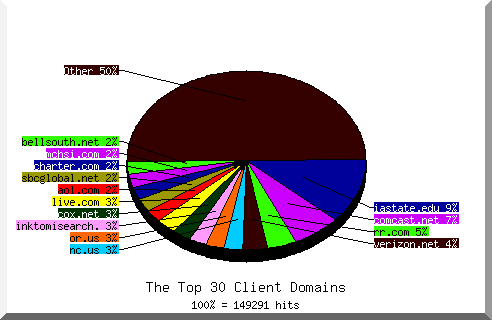 Other 50%
bellsouth.net 2%
mchsi.com 2%
charter.com 2%
sbcglobal.net 2%
aol.com 2%
live.com 3%
cox.net 3%
inktomisearch. 3%
or.us 3%
nc.us 3%
iastate.edu 9%
comcast.net 7%
rr.com 5%
verizon.net 4%
The Top 30 Client Domains
100% = 149291 hits